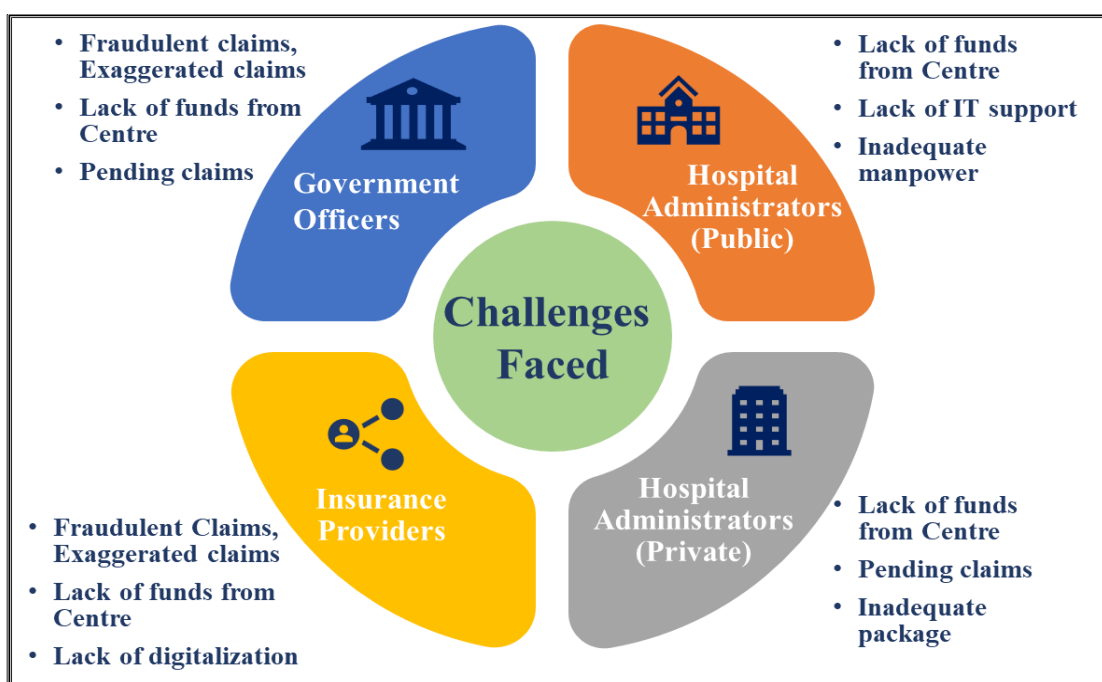 • Fraudulent claims,
Exaggerated claims
• Lack of funds from
Centre
• Pending claims
Government
Officers
• Lack of funds
from Centre
• Lack of IT support
• Inadequate
manpower
Hospital
Administrators
(Public)
Challenges
Faced
Insurance
Providers
• Fraudulent Claims,
Exaggerated claims
• Lack of funds from
Centre
• Lack of digitalization
Hospital
Administrators
(Private)
• Lack of funds
from Centre
• Pending claims
• Inadequate
package